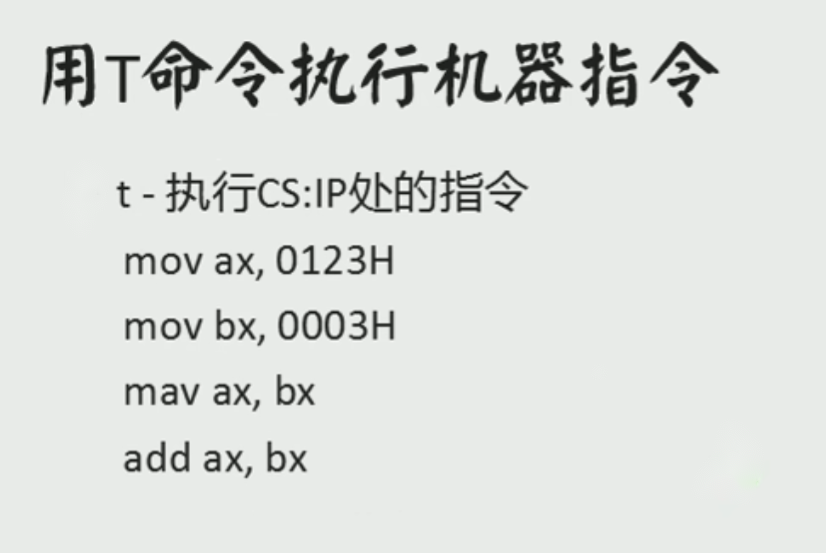 用T命令执行机器指令
t - 执行CS:IP处的指令
mov ax, 0123H
mov bx, 0003H
mav ax, bx
add ax, bx